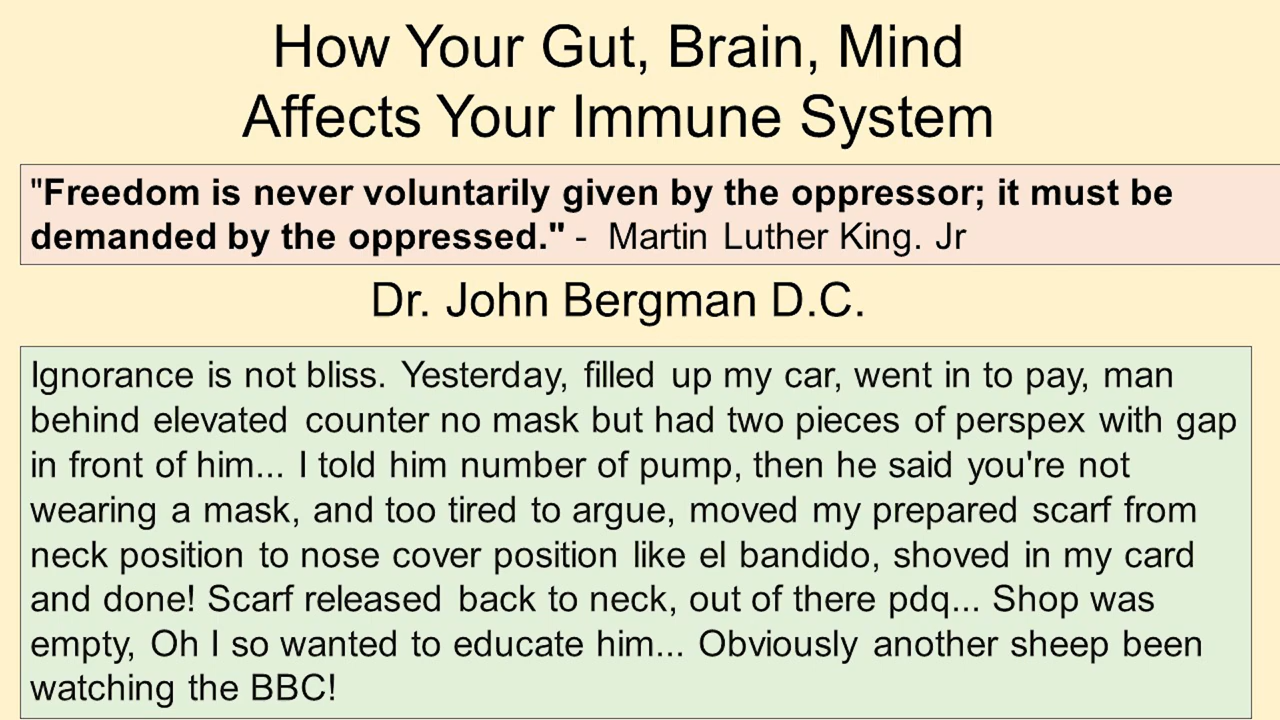 How Your Gut, Brain, Mind
Affects Your Immune System
"Freedom is never voluntarily given by the oppressor; it must be
demanded by the oppressed." - Martin Luther King. Jr
Dr. John Bergman D.C.
Ignorance is not bliss. Yesterday, filled up my car, went in to pay, man
behind elevated counter no mask but had two pieces of perspex with gap
in front of him... I told him number of pump, then he said you're not
wearing a mask, and too tired to argue, moved my prepared scarf from
neck position to nose cover position like el bandido, shoved in my card
and done! Scarf released back to neck, out of there pdq... Shop was
empty, Oh I so wanted to educate him... Obviously another sheep been
watching the BBC!